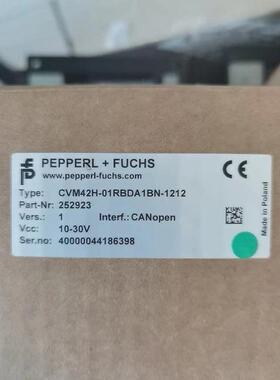 PEPPERL + FUCHS
www.pepperl-fuchs.com
Type: CVM42H-01RBDA1BN-1212
Part-Nr: 252923
Vers.: 1 Interf.: CANopen
Vcc: 10-30V
Ser.no: 40000044186398
CE
Made in Poland